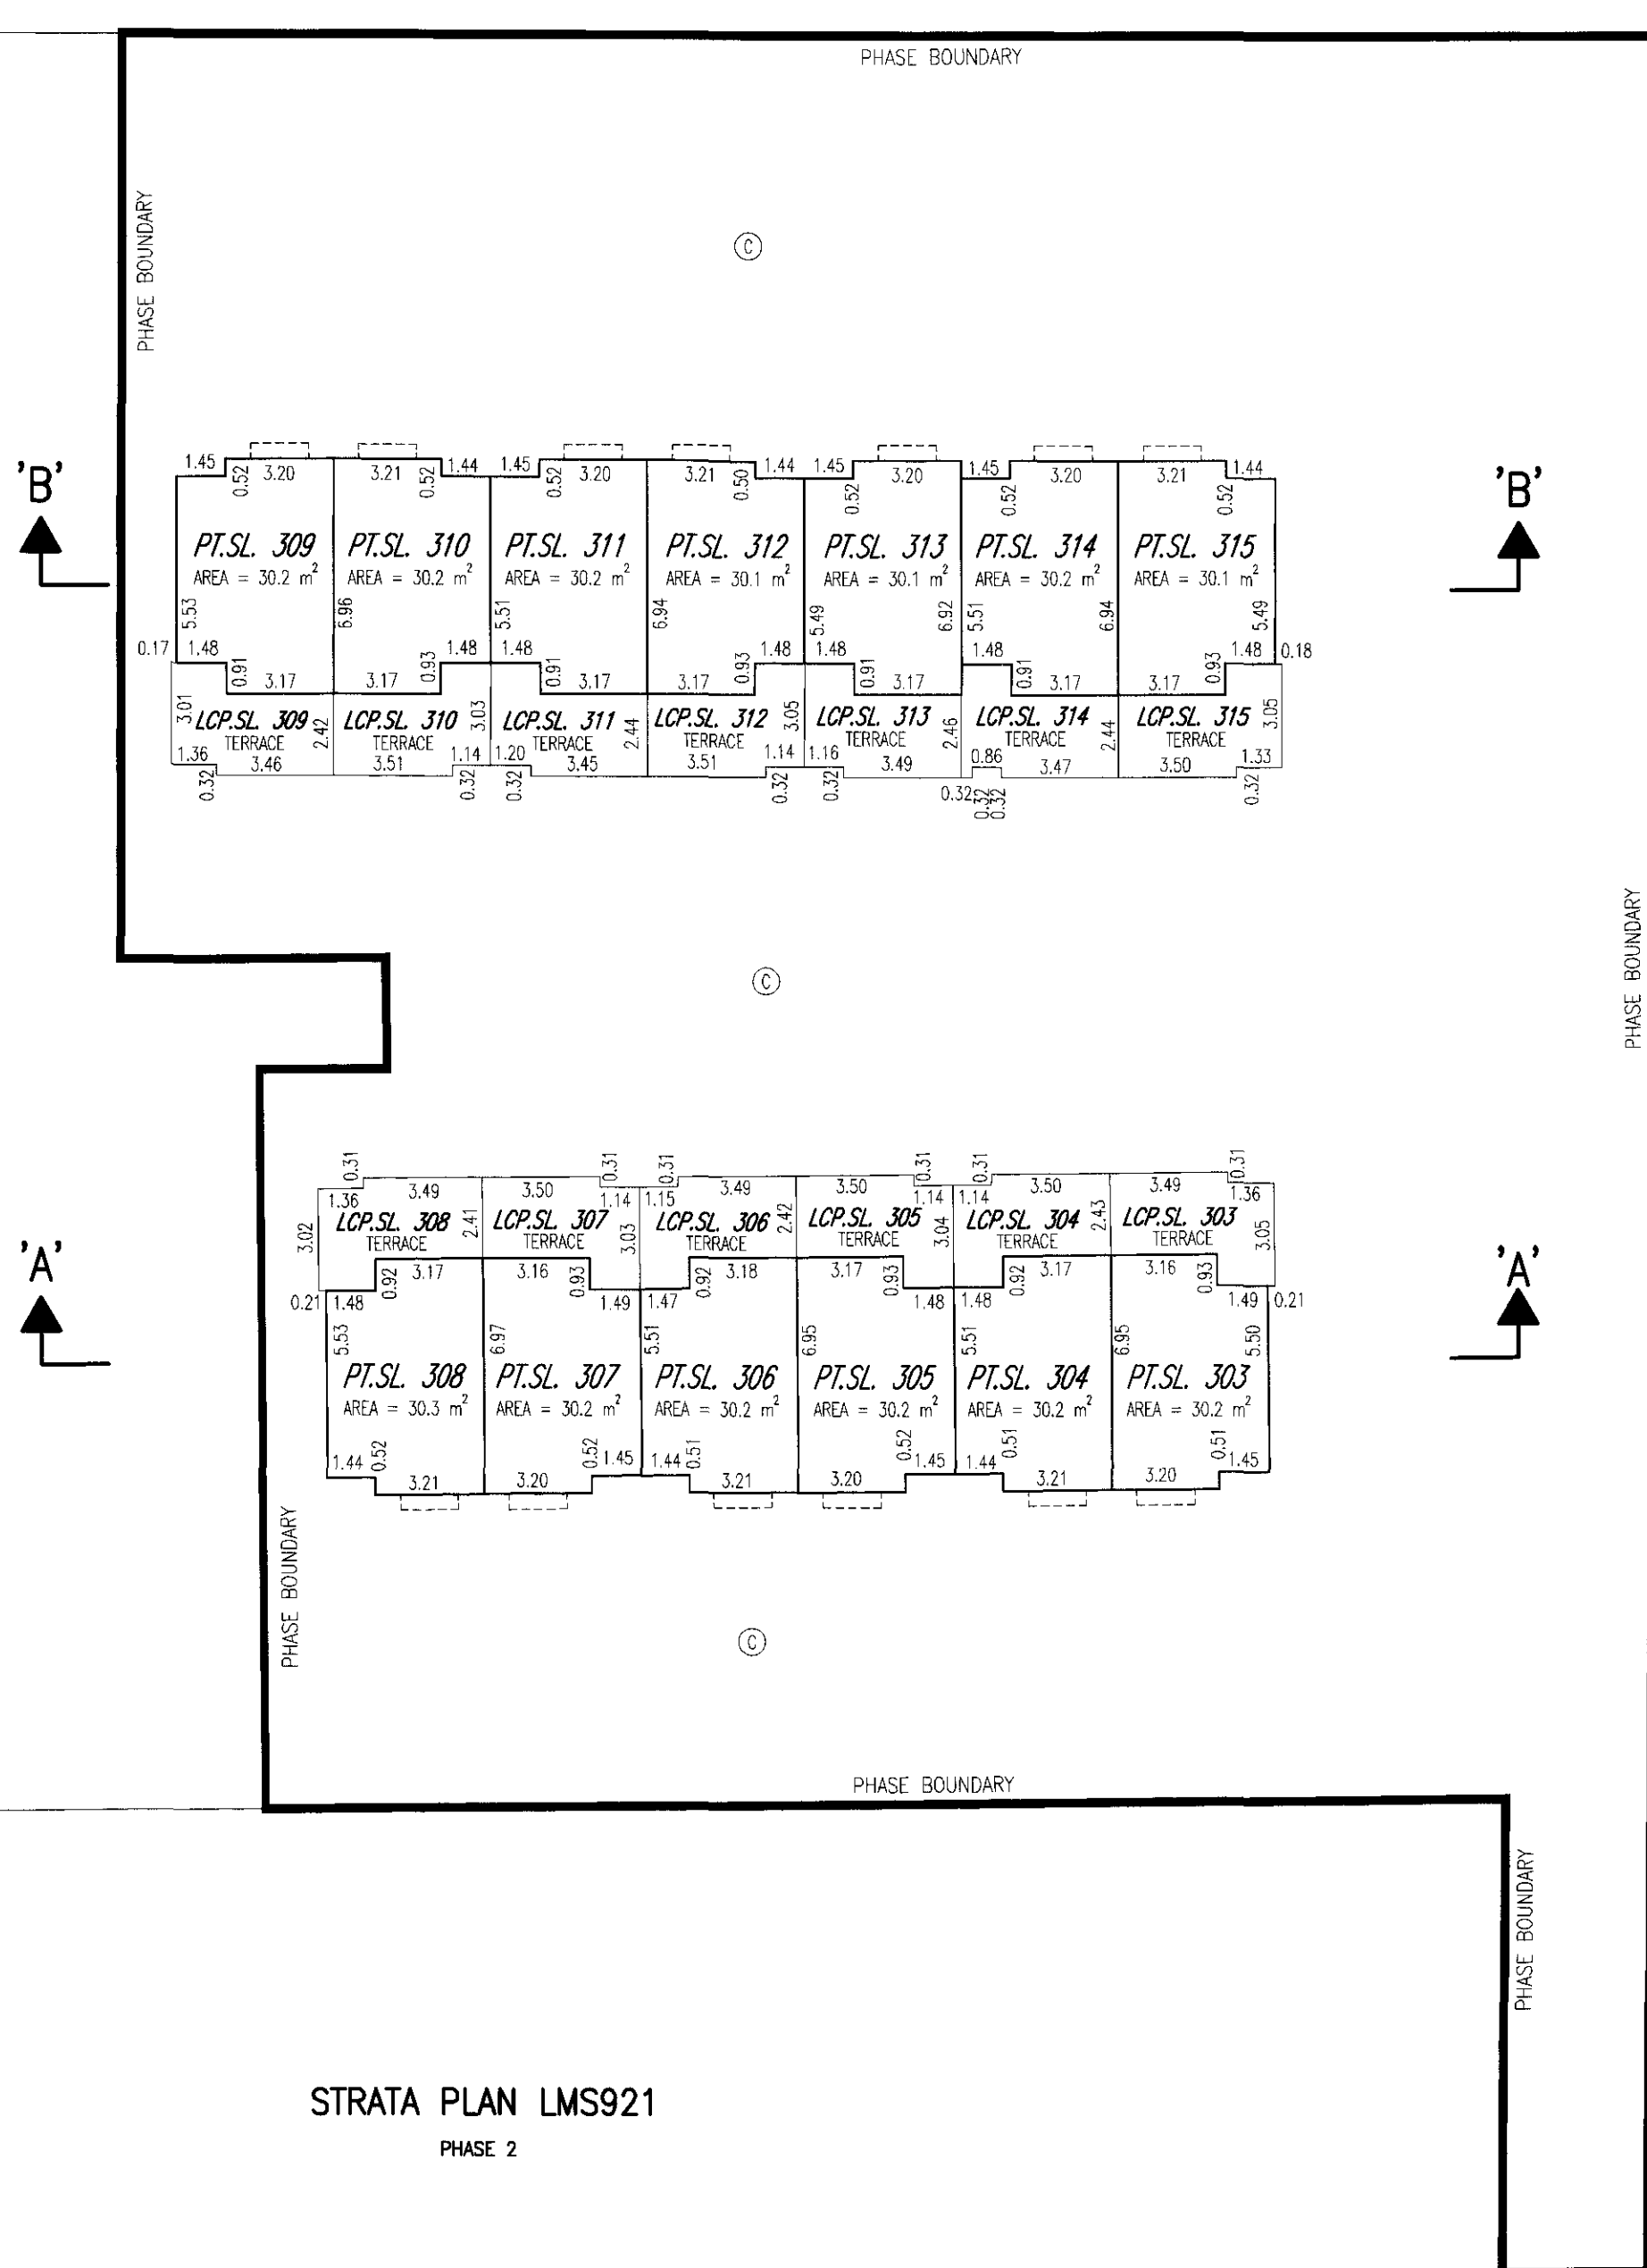 PHASE BOUNDARY
PHASE BOUNDARY
C
'B' 'B'
1.45 0.52 3.20 3.21 0.52 1.44 1.45 0.52 3.20 3.21 0.50 1.44 1.45 0.52 3.20 1.45 0.52 3.20 3.21 0.52 1.44
PT.SL. 309 PT.SL. 310 PT.SL. 311 PT.SL. 312 PT.SL. 313 PT.SL. 314 PT.SL. 315
AREA = 30.2 m² AREA = 30.2 m² AREA = 30.2 m² AREA = 30.1 m² AREA = 30.1 m² AREA = 30.2 m² AREA = 30.1 m²
5.53 6.96 5.51 6.94 5.49 6.92 5.51 6.94 5.49
0.17 1.48 1.48 1.48 1.48 1.48 1.48 1.48 0.18
0.91 3.17 3.17 0.93 0.91 3.17 3.17 0.93 0.91 3.17 0.91 3.17 3.17 0.93
3.01 2.42 3.03 2.44 3.05 2.46 2.44 3.05
LCP.SL. 309 LCP.SL. 310 LCP.SL. 311 LCP.SL. 312 LCP.SL. 313 LCP.SL. 314 LCP.SL. 315
TERRACE TERRACE TERRACE TERRACE TERRACE TERRACE TERRACE
1.36 3.46 3.51 1.14 1.20 3.45 3.51 1.14 1.16 3.49 0.86 3.47 3.50 1.33
0.32 0.32 0.32 0.32 0.32 0.32 0.32 0.32 0.32
PHASE BOUNDARY
C
0.31 0.31 0.31 0.31 0.31 0.31
1.36 3.49 3.50 1.14 1.15 3.49 3.50 1.14 1.14 3.50 3.49 1.36
LCP.SL. 308 LCP.SL. 307 LCP.SL. 306 LCP.SL. 305 LCP.SL. 304 LCP.SL. 303
TERRACE TERRACE TERRACE TERRACE TERRACE TERRACE
3.02 2.41 3.03 2.42 3.04 2.43 3.05
'A' 'A'
0.92 3.17 3.16 0.93 0.92 3.18 3.17 0.93 0.92 3.17 3.16 0.93
0.21 1.48 1.49 1.47 1.48 1.48 1.49 0.21
5.53 6.97 5.51 6.95 5.51 6.95 5.50
PT.SL. 308 PT.SL. 307 PT.SL. 306 PT.SL. 305 PT.SL. 304 PT.SL. 303
AREA = 30.3 m² AREA = 30.2 m² AREA = 30.2 m² AREA = 30.2 m² AREA = 30.2 m² AREA = 30.2 m²
1.44 0.52 0.52 1.45 1.44 0.51 0.52 1.45 1.44 0.51 0.51 1.45
3.21 3.20 3.21 3.20 3.21 3.20
PHASE BOUNDARY
C
PHASE BOUNDARY
PHASE BOUNDARY
STRATA PLAN LMS921
PHASE 2